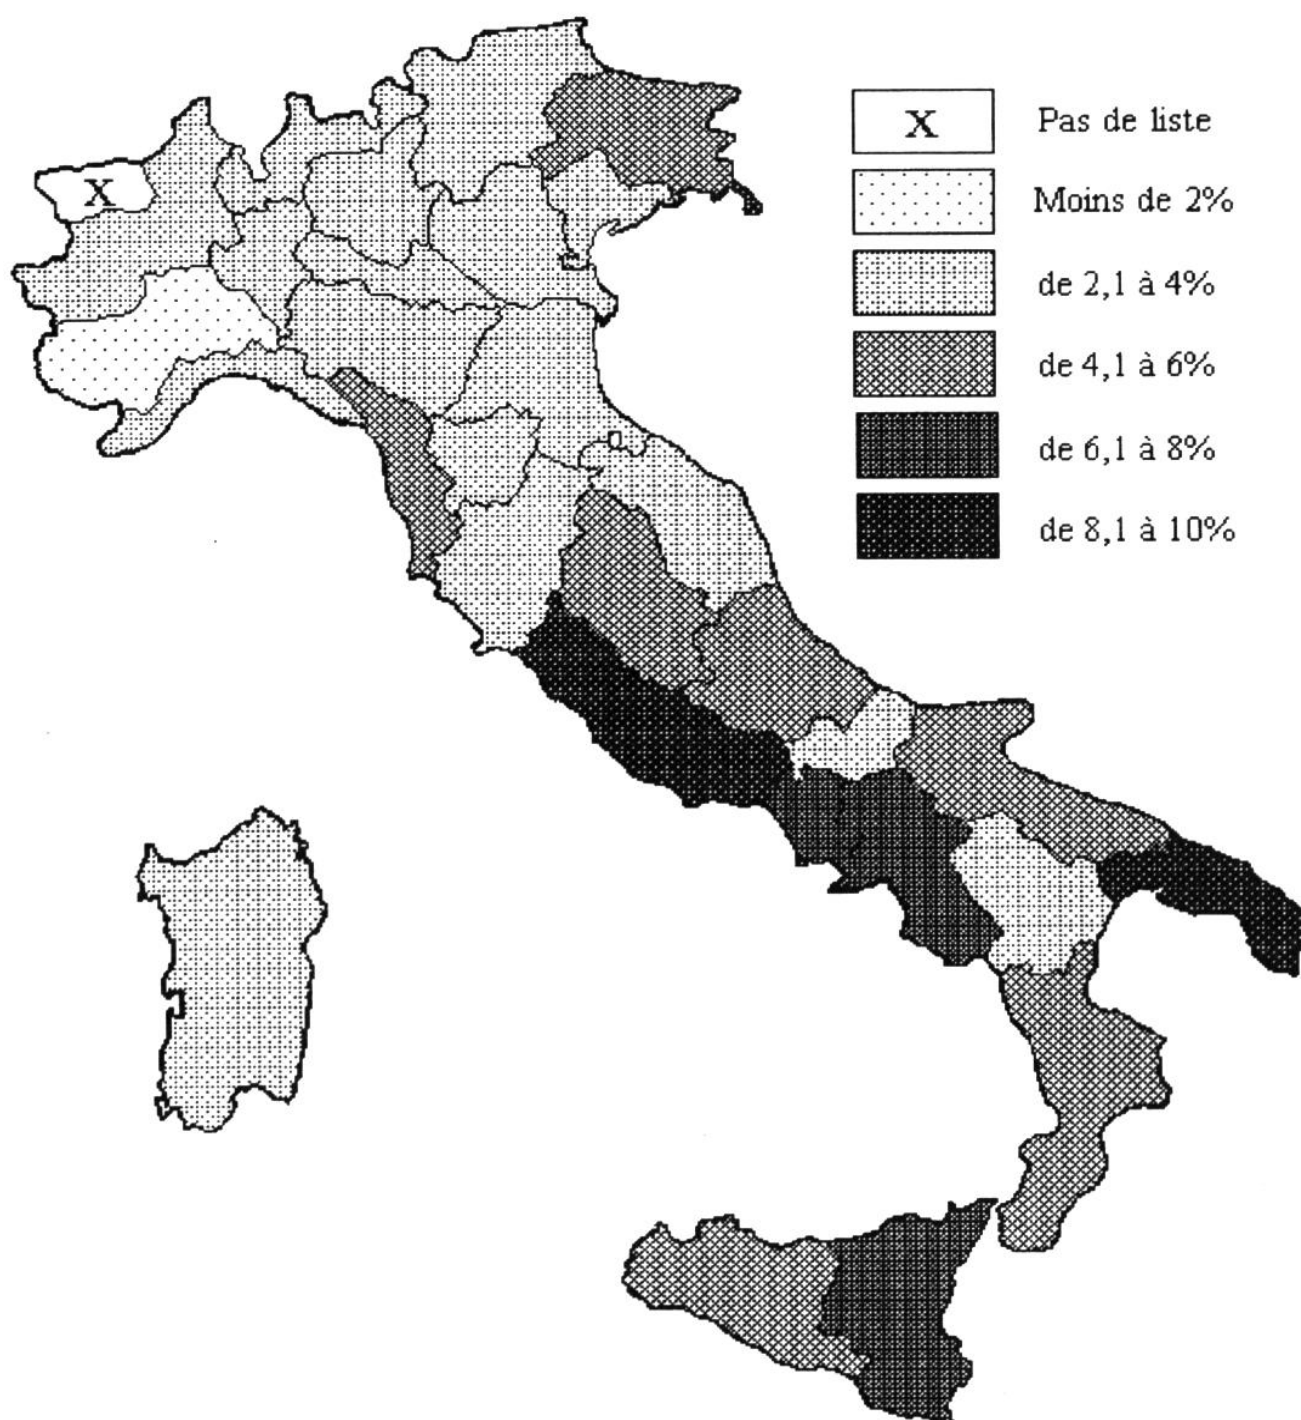 X
X Pas de liste
Moins de 2%
de 2,1 à 4%
de 4,1 à 6%
de 6,1 à 8%
de 8,1 à 10%